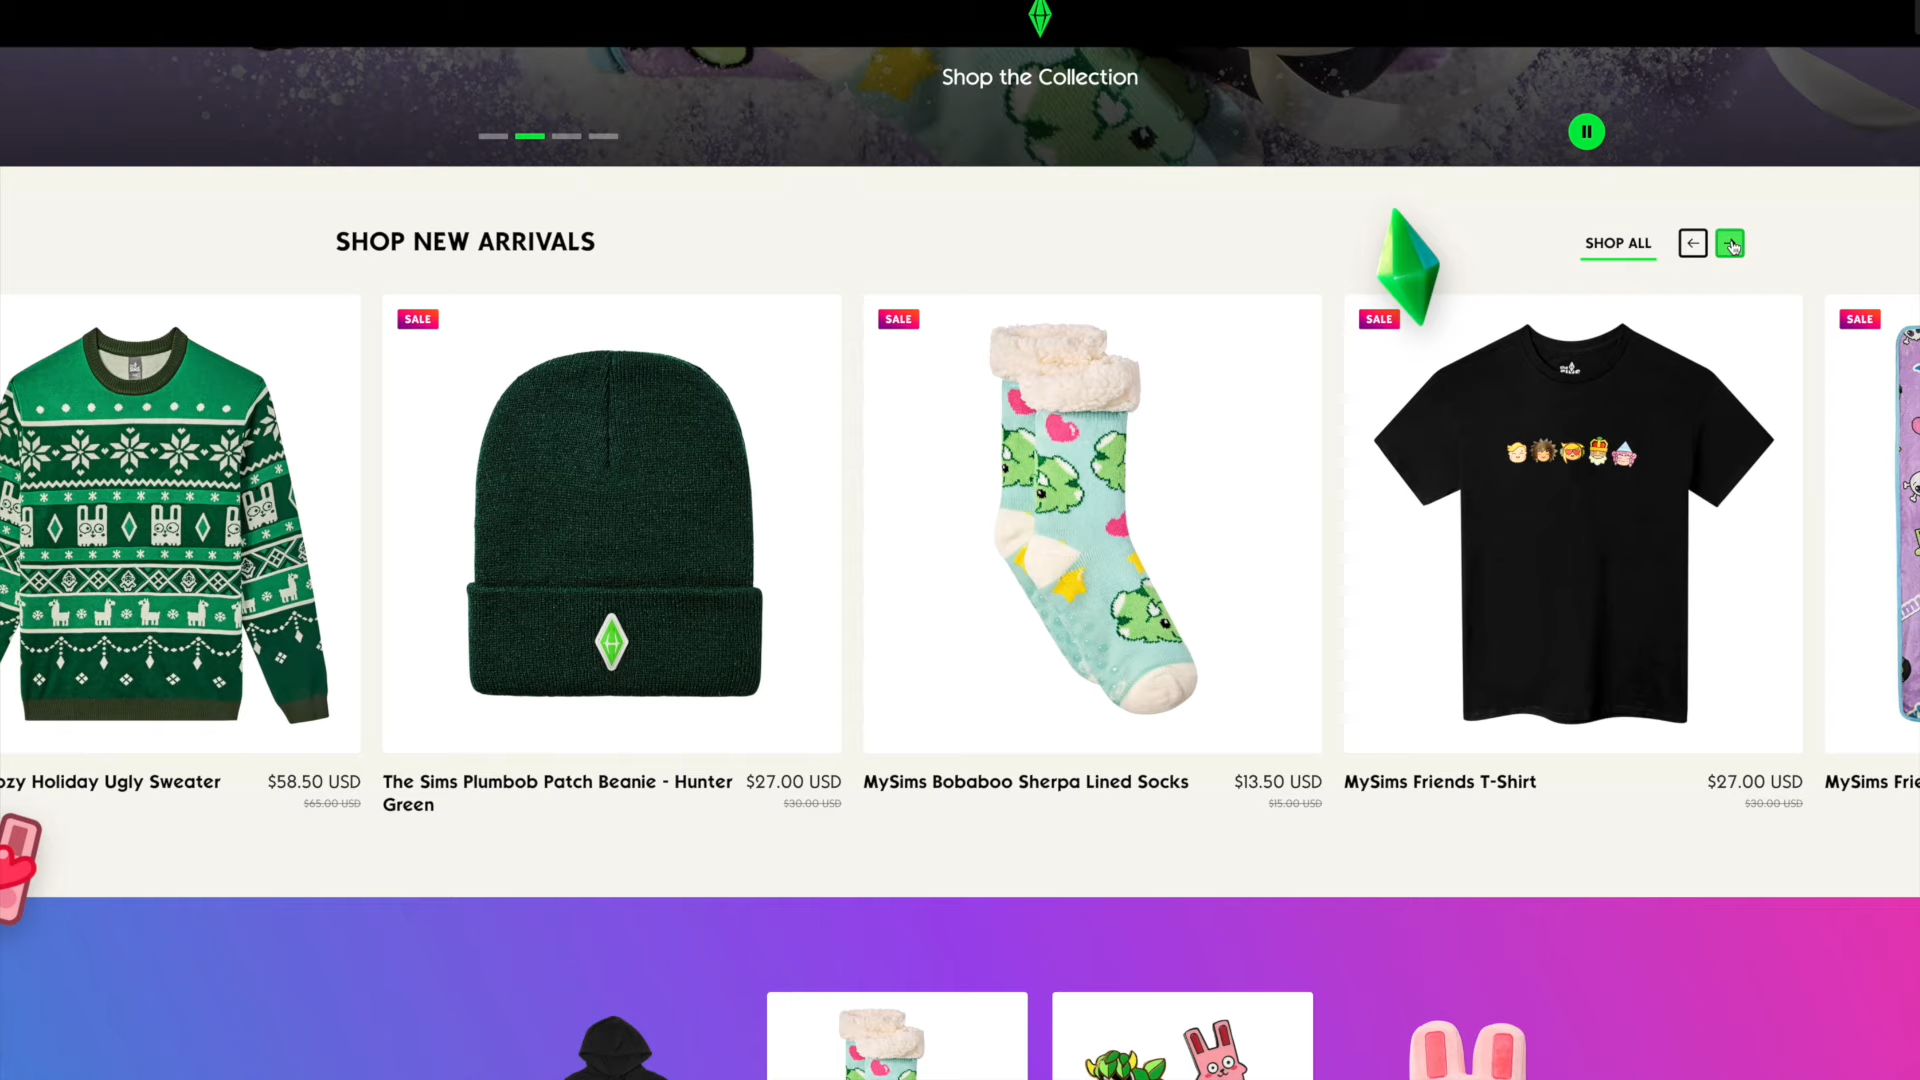 Shop the Collection
SHOP NEW ARRIVALS
SHOP ALL
SALE
SALE
SALE
SALE
ozy Holiday Ugly Sweater
$58.50 USD
$65.00 USD
The Sims Plumbob Patch Beanie - Hunter
Green
$27.00 USD
$30.00 USD
MySims Bobaboo Sherpa Lined Socks
$13.50 USD
$15.00 USD
MySims Friends T-Shirt
$27.00 USD
$30.00 USD
MySims Frie